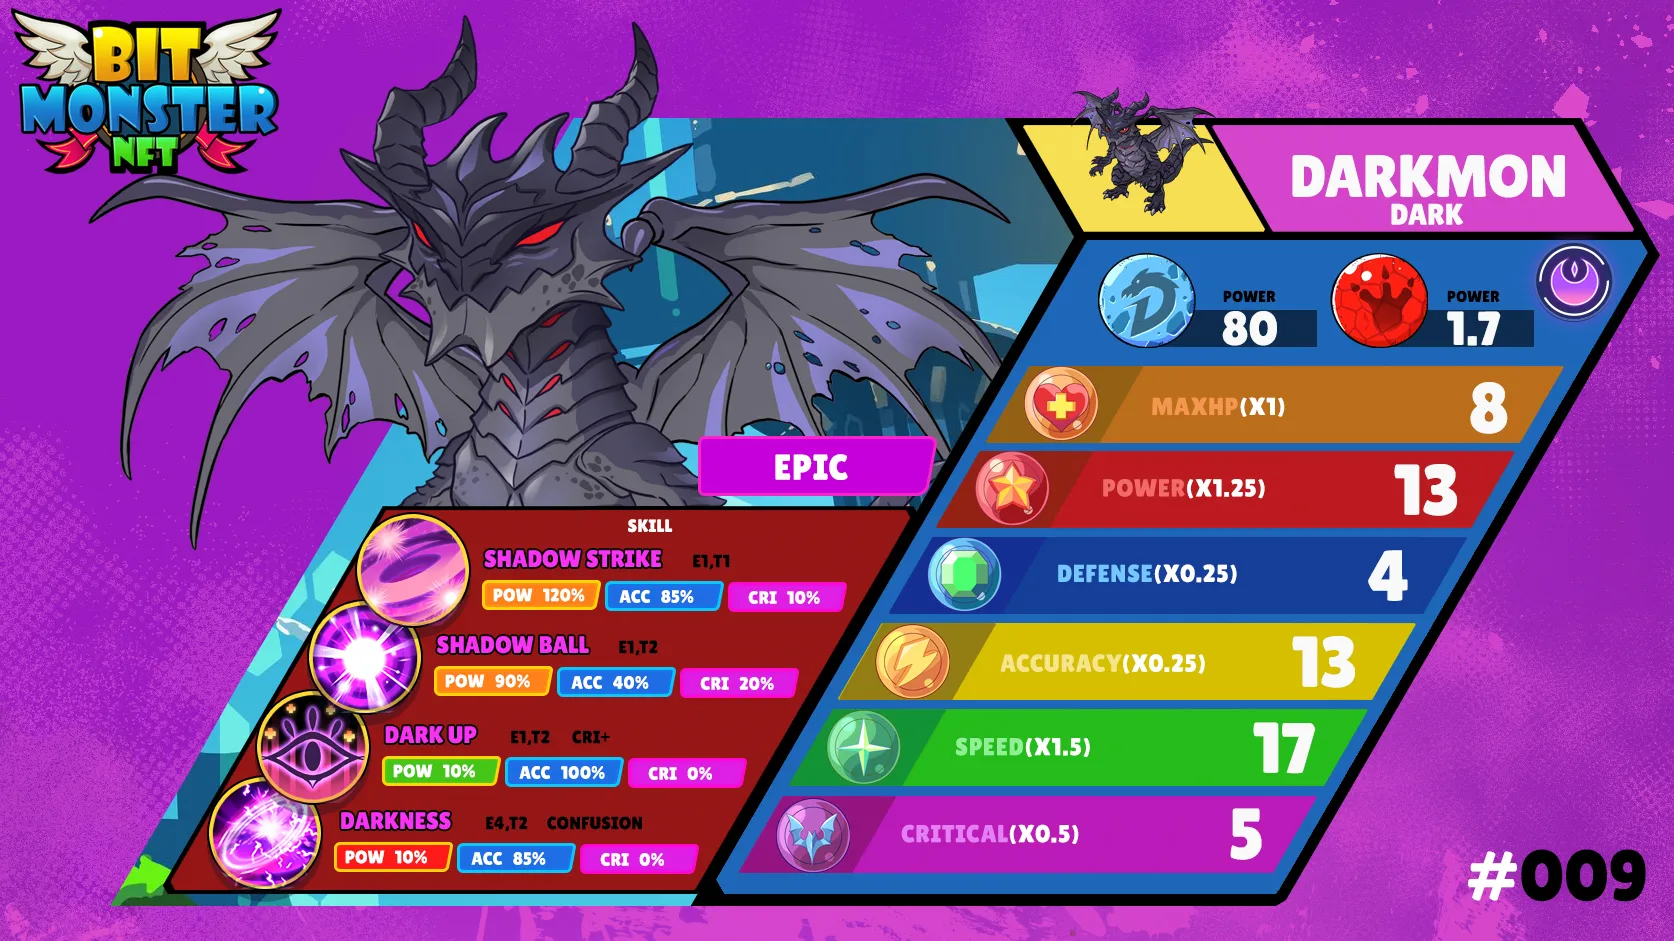 BIT
MONSTER
NFT
DARKMON
DARK
POWER
80
POWER
1.7
MAXHP(X1) 8
POWER(X1.25) 13
DEFENSE(X0.25) 4
ACCURACY(X0.25) 13
SPEED(X1.5) 17
CRITICAL(X0.5) 5
EPIC
SKILL
SHADOW STRIKE E1,T1
POW 120% ACC 85% CRI 10%
SHADOW BALL E1,T2
POW 90% ACC 40% CRI 20%
DARK UP E1,T2 CRI+
POW 10% ACC 100% CRI 0%
DARKNESS E4,T2 CONFUSION
POW 10% ACC 85% CRI 0%
#009